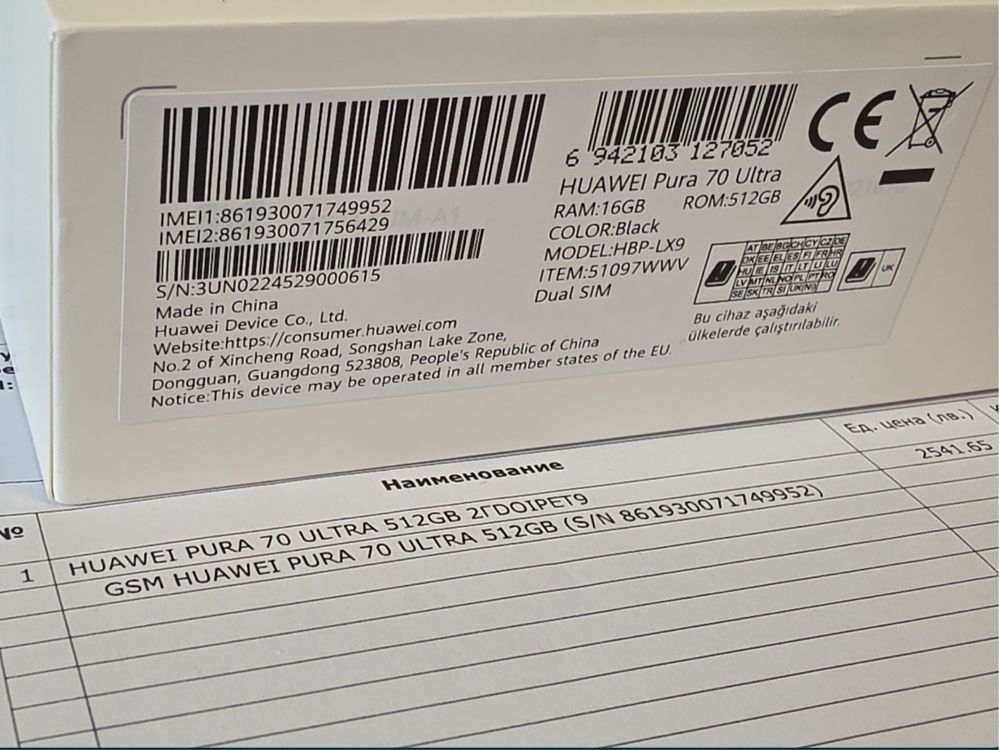 IMEI1:861930071749952
IMEI2:861930071756429
S/N:3UN0224529000615
Made in China
Huawei Device Co., Ltd.
Website:https://consumer.huawei.com
No.2 of Xincheng Road, Songshan Lake Zone,
Dongguan, Guangdong 523808, People's Republic of China
Notice:This device may be operated in all member states of the EU.
6 942103 127052
HUAWEI Pura 70 Ultra
RAM:16GB ROM:512GB
COLOR:Black
MODEL:HBP-LX9
ITEM:51097WWV
Dual SIM
CE
AT BE BG CH CY CZ DE
DK EE EL ES FI FR HR
HU IE IS IT LT LI LU
LV MT NL NO PL PT RO
SE SK TR SI UK(NI)
UK
Bu cihaz aşağıdaki
ülkelerde çalıştırılabilir.
№ Наименование Ед. цена (лв.)
1 HUAWEI PURA 70 ULTRA 512GB 2ГDOIPET9 2541.65
GSM HUAWEI PURA 70 ULTRA 512GB (S/N 861930071749952)